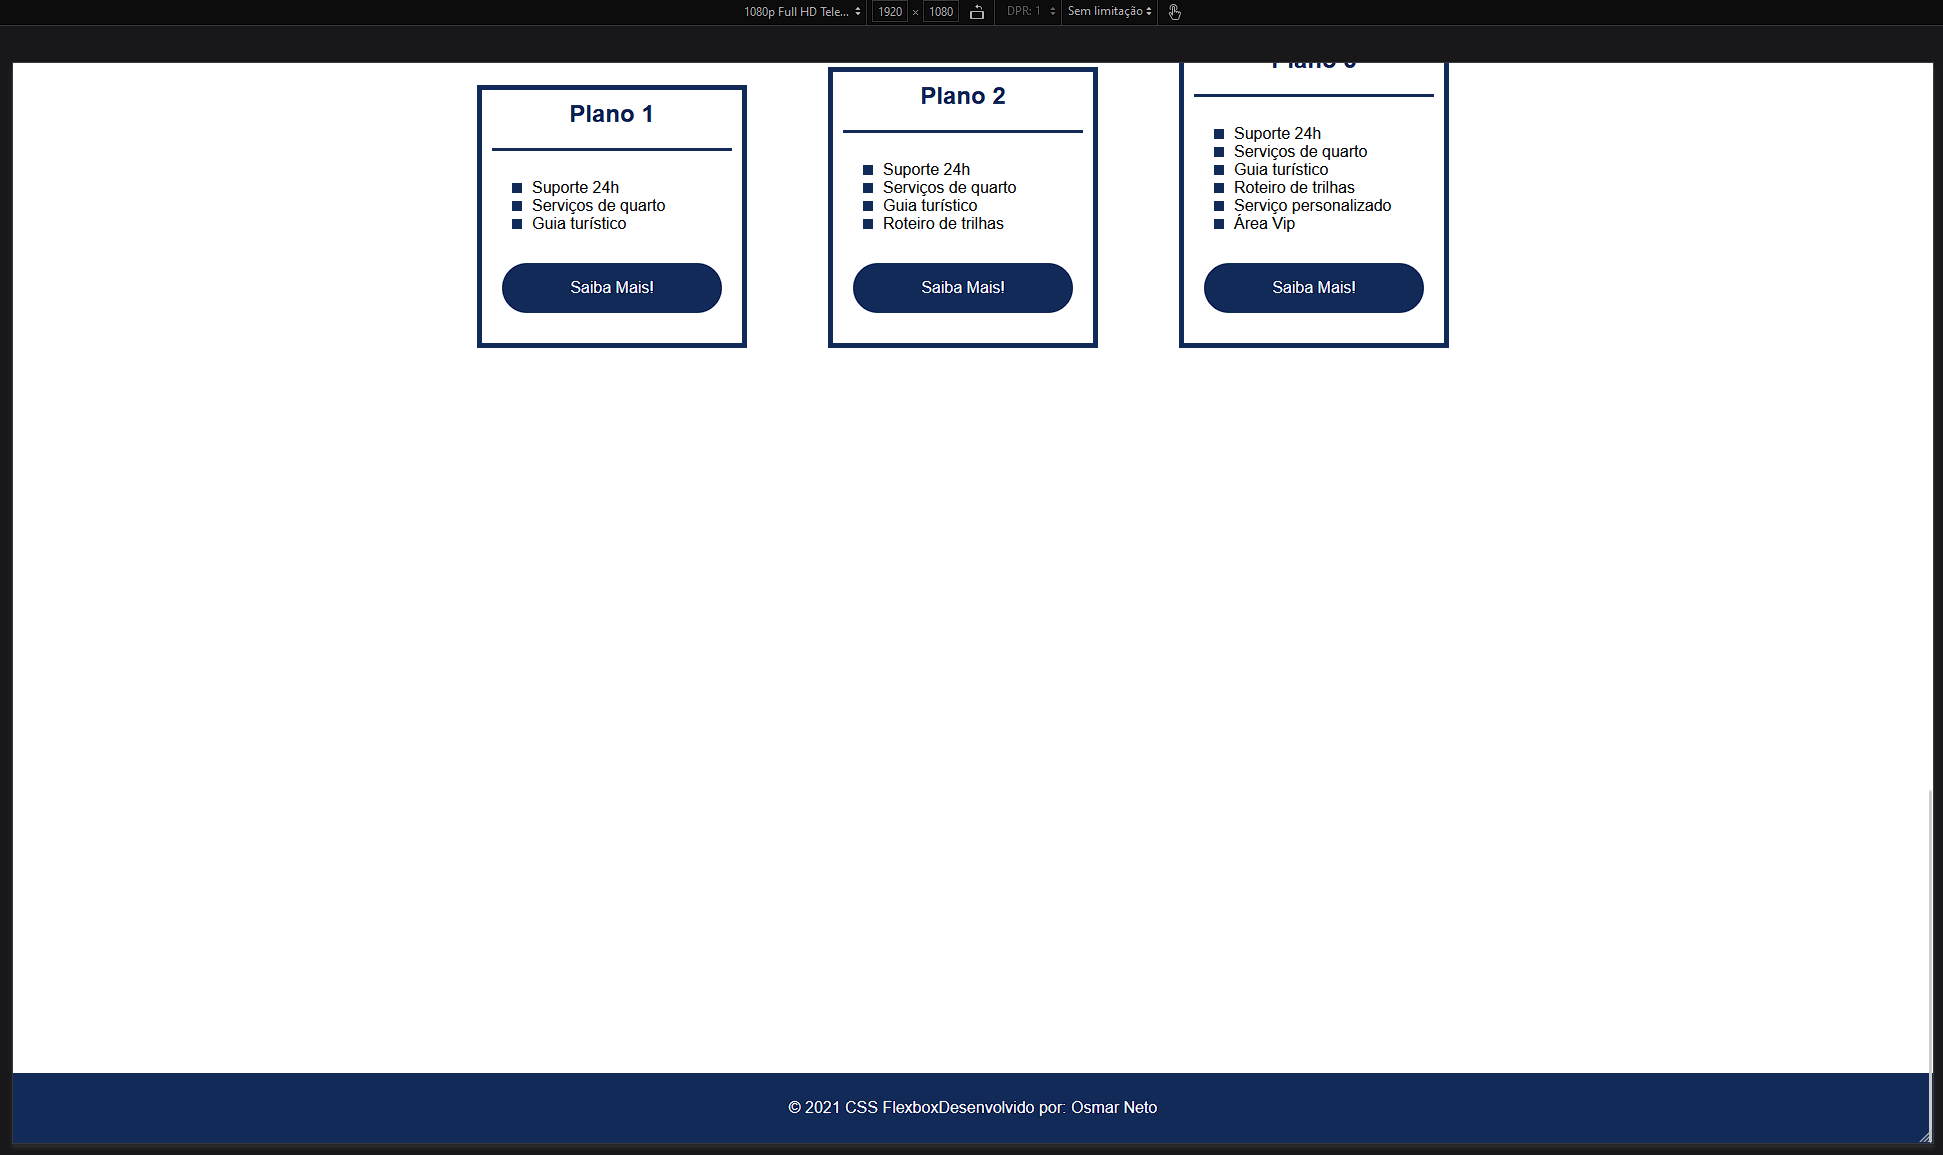 1080p Full HD Tele... 1920 × 1080 DPR: 1 Sem limitação
Plano 1
Suporte 24h
Serviços de quarto
Guia turístico
Saiba Mais!
Plano 2
Suporte 24h
Serviços de quarto
Guia turístico
Roteiro de trilhas
Saiba Mais!
Plano 3
Suporte 24h
Serviços de quarto
Guia turístico
Roteiro de trilhas
Serviço personalizado
Área Vip
Saiba Mais!
© 2021 CSS FlexboxDesenvolvido por: Osmar Neto